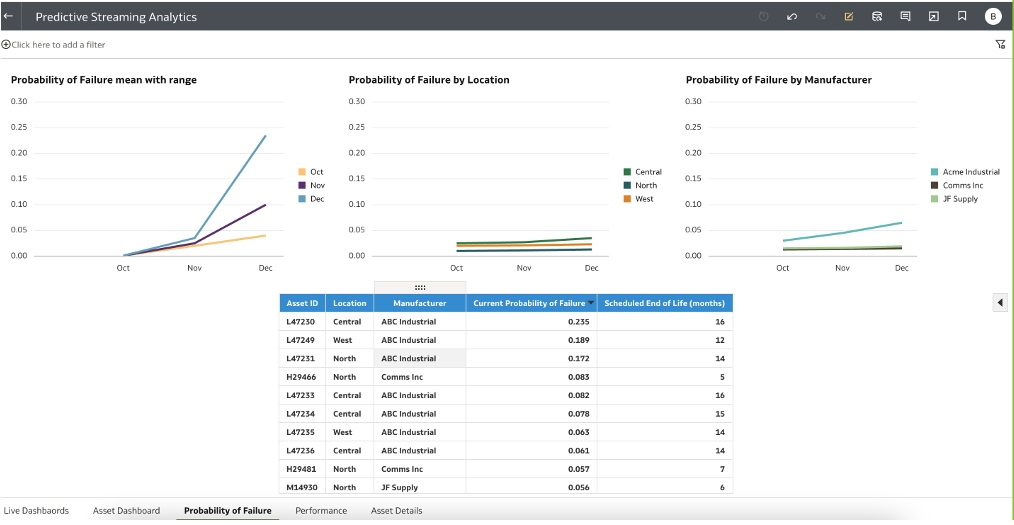 Predictive Streaming Analytics
B
Click here to add a filter
Probability of Failure mean with range
0.30
0.25
0.20
0.15
0.10
0.05
0.00
Oct Nov Dec
Oct
Nov
Dec
Probability of Failure by Location
0.30
0.25
0.20
0.15
0.10
0.05
0.00
Oct Nov Dec
Central
North
West
Probability of Failure by Manufacturer
0.30
0.25
0.20
0.15
0.10
0.05
0.00
Oct Nov Dec
Acme Industrial
Comms Inc
JF Supply
Asset ID Location Manufacturer Current Probability of Failure Scheduled End of Life (months)
L47230 Central ABC Industrial 0.235 16
L47249 West ABC Industrial 0.189 12
L47231 North ABC Industrial 0.172 14
H29466 North Comms Inc 0.083 5
L47233 Central ABC Industrial 0.082 16
L47234 Central ABC Industrial 0.078 15
L47235 West ABC Industrial 0.063 14
L47236 Central ABC Industrial 0.061 14
H29481 North Comms Inc 0.057 7
M14930 North JF Supply 0.056 6
Live Dashbaords Asset Dashboard Probability of Failure Performance Asset Details